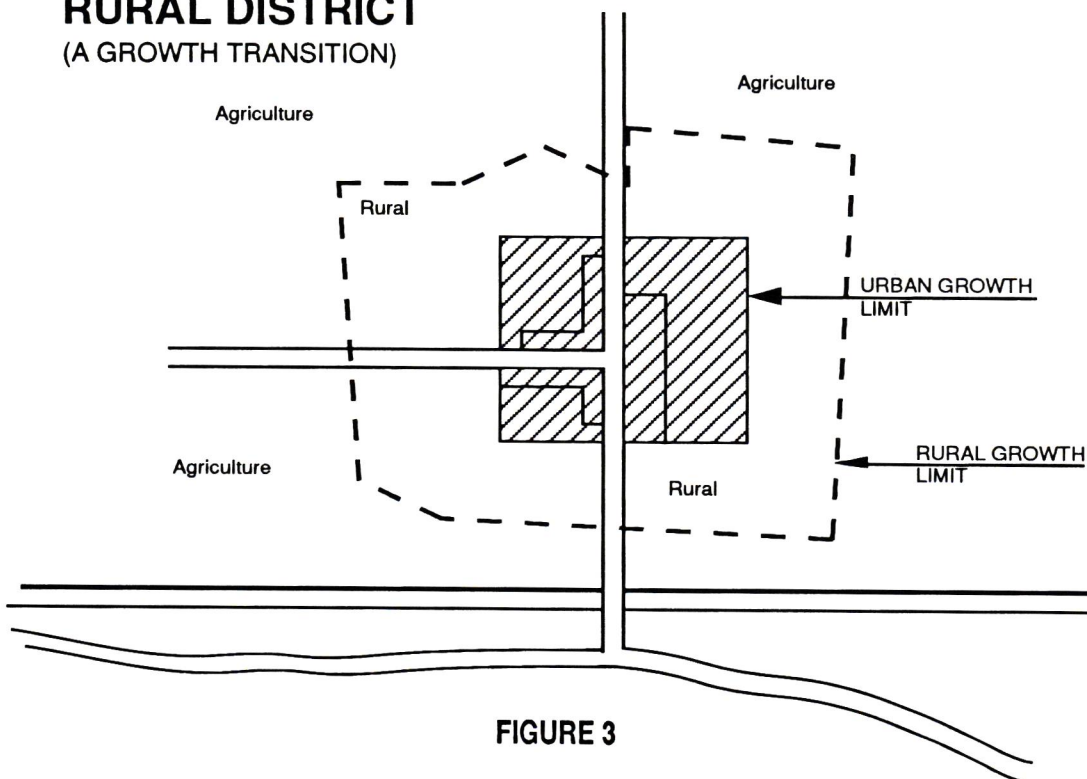 RURAL DISTRICT
(A GROWTH TRANSITION)
Agriculture
Agriculture
Rural
URBAN GROWTH
LIMIT
Agriculture
RURAL GROWTH
LIMIT
Rural
FIGURE 3